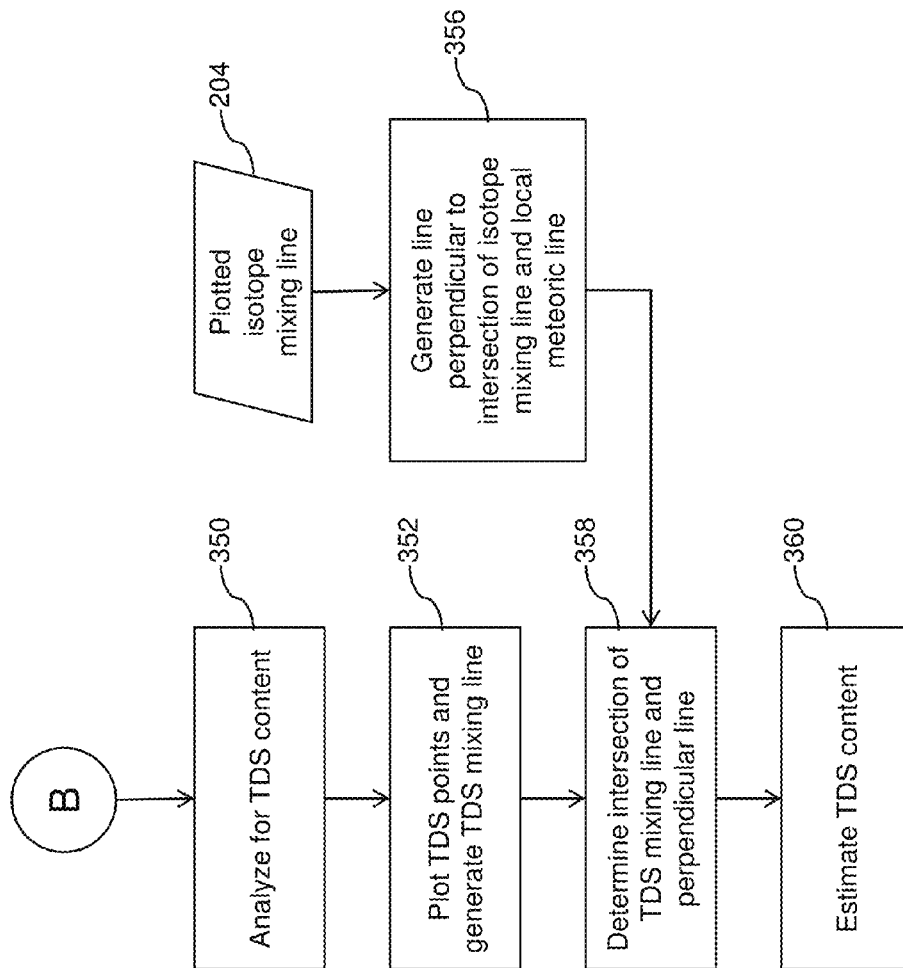 B
350
Analyze for TDS content
352
Plot TDS points and
generate TDS mixing line
204
Plotted
isotope
mixing line
356
Generate line
perpendicular to
intersection of isotope
mixing line and local
meteoric line
358
Determine intersection of
TDS mixing line and
perpendicular line
360
Estimate TDS content